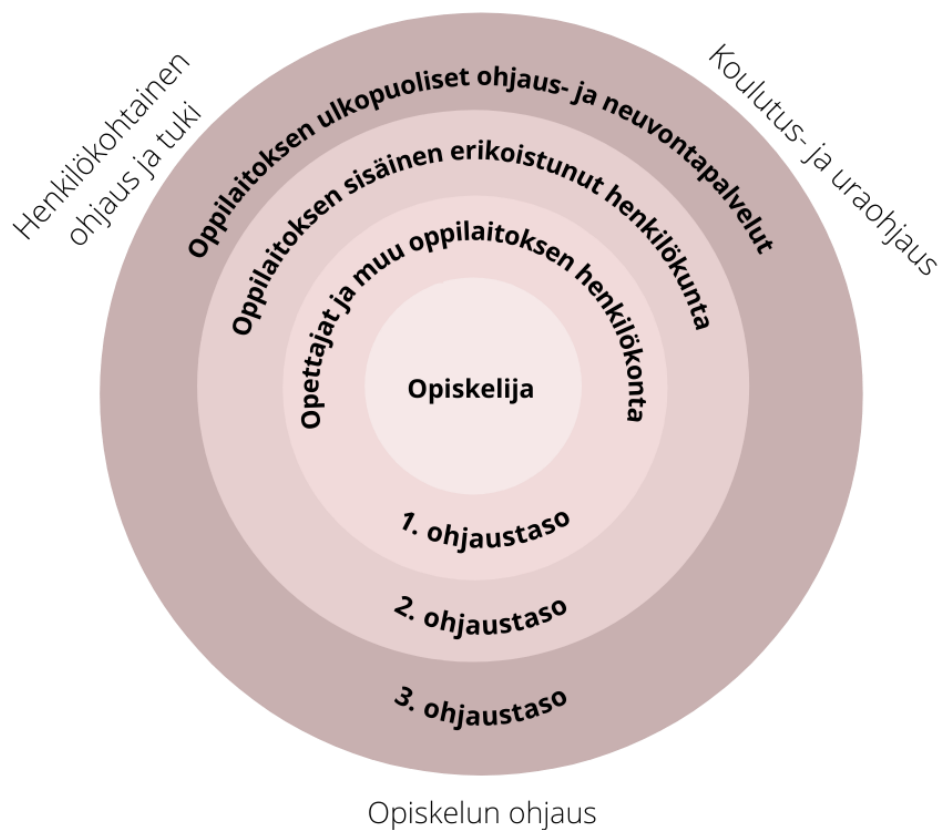 Henkilökohtainen
ohjaus ja tuki
Koulutus- ja uraohjaus
Oppilaitoksen ulkopuoliset ohjaus- ja neuvontapalvelut
Oppilaitoksen sisäinen erikoistunut henkilökunta
Opettajat ja muu oppilaitoksen henkilökonta
Opiskelija
1. ohjaustaso
2. ohjaustaso
3. ohjaustaso
Opiskelun ohjaus